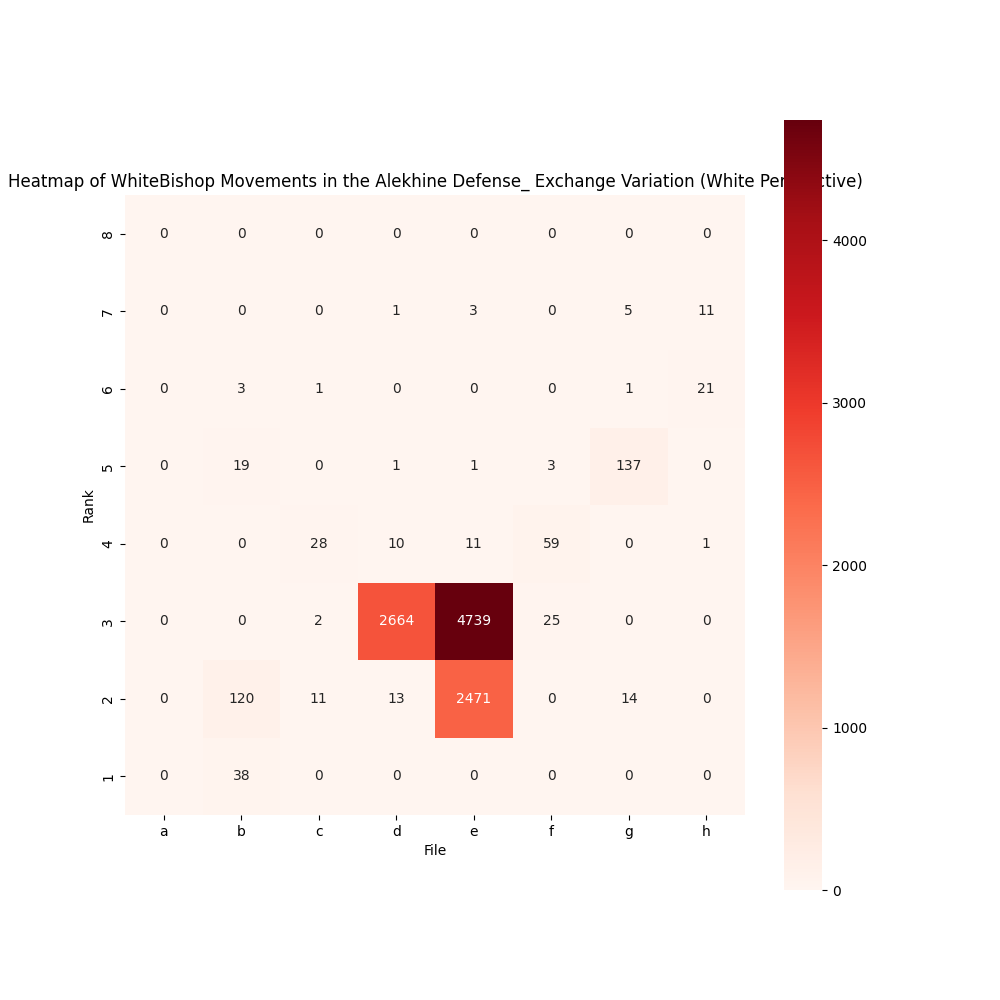 Heatmap of WhiteBishop Movements in the Alekhine Defense_ Exchange Variation (White Perspective)
8 0 0 0 0 0 0 0 0
7 0 0 0 1 3 0 5 11
6 0 3 1 0 0 0 1 21
5 0 19 0 1 1 3 137 0
Rank
4 0 0 28 10 11 59 0 1
3 0 0 2 2664 4739 25 0 0
2 0 120 11 13 2471 0 14 0
1 0 38 0 0 0 0 0 0
a b c d e f g h
File
4000
3000
2000
1000
0